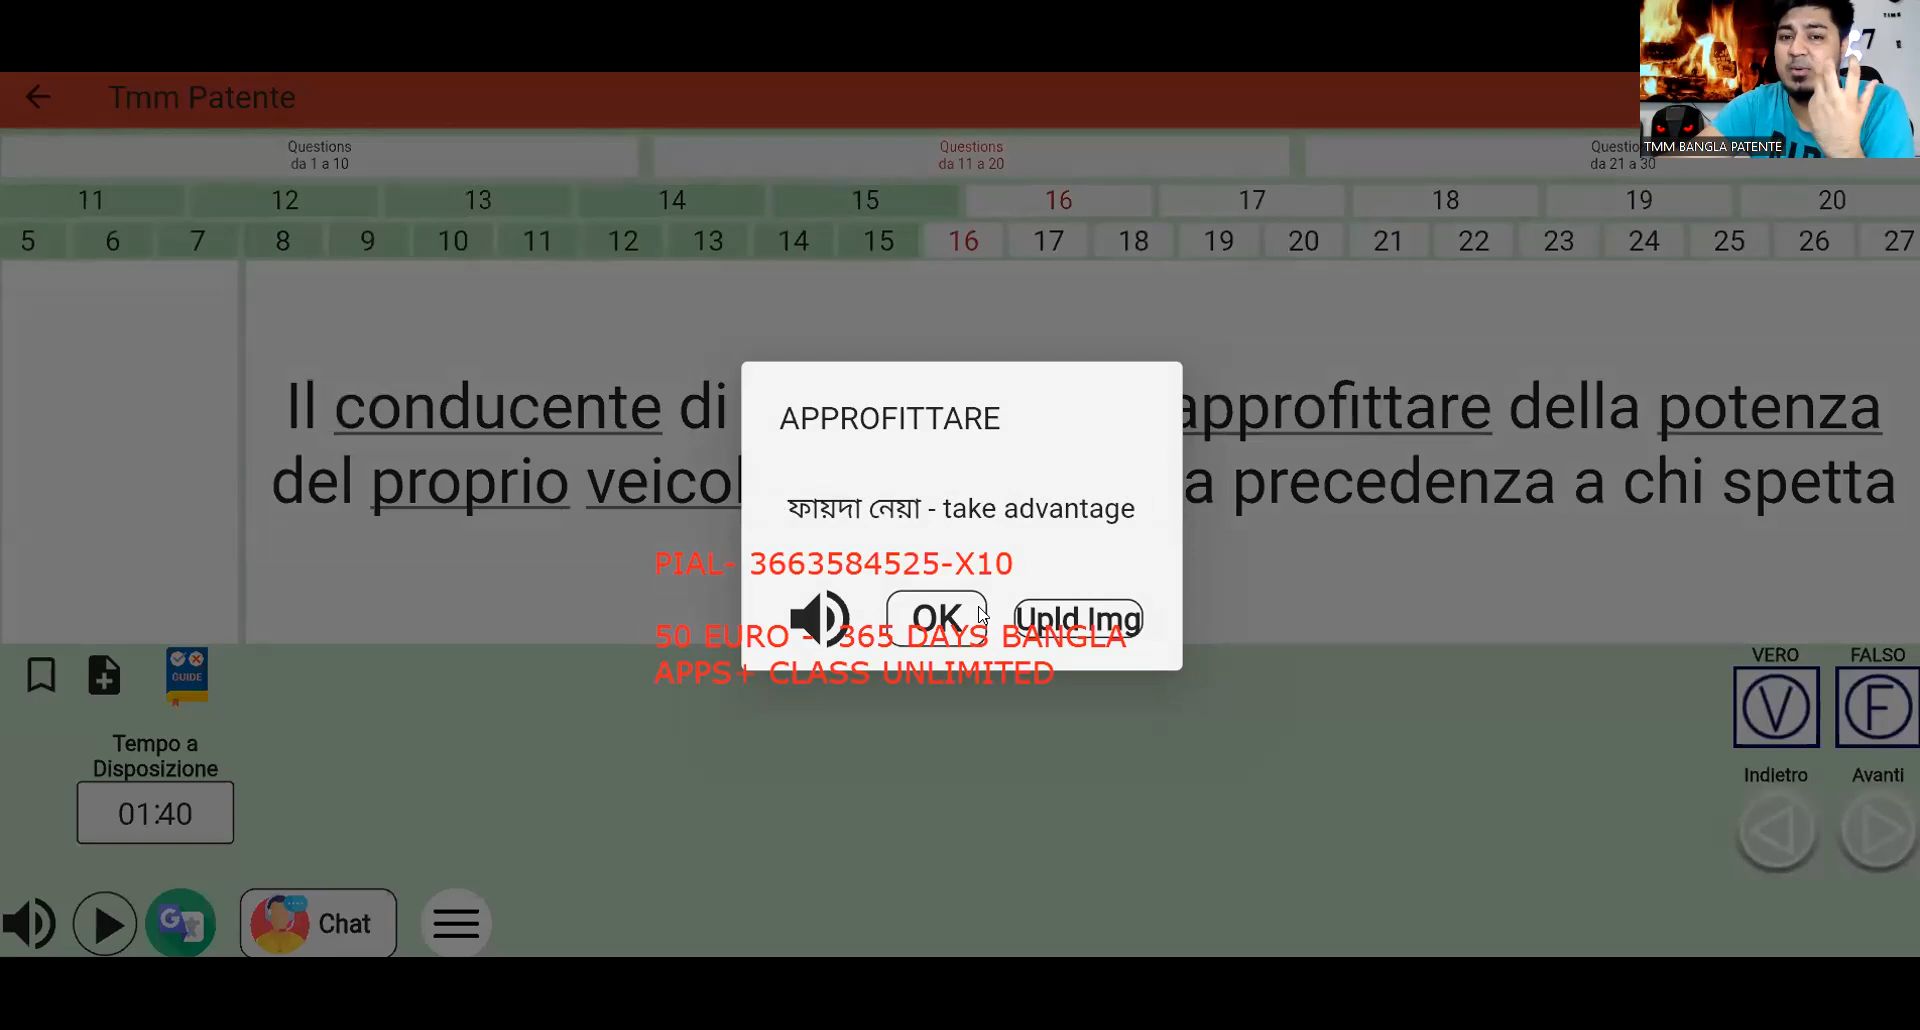 TIME
7
TMM BANGLA PATENTE
Tmm Patente
Questions
da 1 a 10
Questions
da 11 a 20
da 21 a 30
11 12 13 14 15 16 17 18 19 20
5 6 7 8 9 10 11 12 13 14 15 16 17 18 19 20 21 22 23 24 25 26 27
Il conducente di approfittare della potenza
del proprio precedenza a chi spetta
APPROFITTARE
ফায়দা নেয়া - take advantage
PIAL- 3663584525-X10
OK
Upld Img
50 EURO - 365 DAYS BANGLA
APPS+ CLASS UNLIMITED
GUIDE
VERO FALSO
V F
Tempo a
Disposizione
01:40
Indietro Avanti
G
Chat